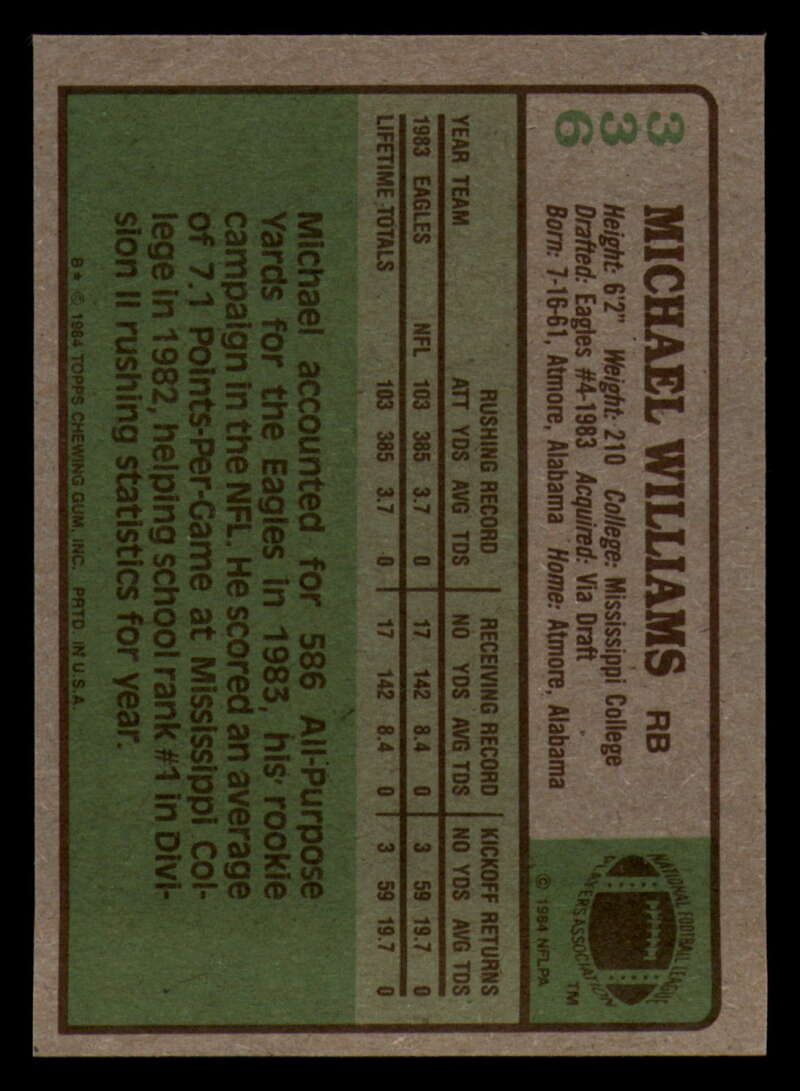 336
MICHAEL WILLIAMS RB
Height: 6'2" Weight: 210 College: Mississippi College
Drafted: Eagles #4-1983 Acquired: Via Draft
Born: 7-16-61, Atmore, Alabama Home: Atmore, Alabama
NATIONAL FOOTBALL LEAGUE
PLAYERS ASSOCIATION
TM
© 1984 NFLPA
RUSHING RECORD RECEIVING RECORD KICKOFF RETURNS
YEAR TEAM ATT YDS AVG TDS NO YDS AVG TDS NO YDS AVG TDS
1983 EAGLES NFL 103 385 3.7 0 17 142 8.4 0 3 59 19.7 0
LIFETIME TOTALS 103 385 3.7 0 17 142 8.4 0 3 59 19.7 0
Michael accounted for 586 All-Purpose
Yards for the Eagles in 1983, his rookie
campaign in the NFL. He scored an average
of 7.1 Points-Per-Game at Mississippi Col-
lege in 1982, helping school rank #1 in Divi-
sion II rushing statistics for year.
B* © 1984 TOPPS CHEWING GUM, INC. PRTD. IN U.S.A.